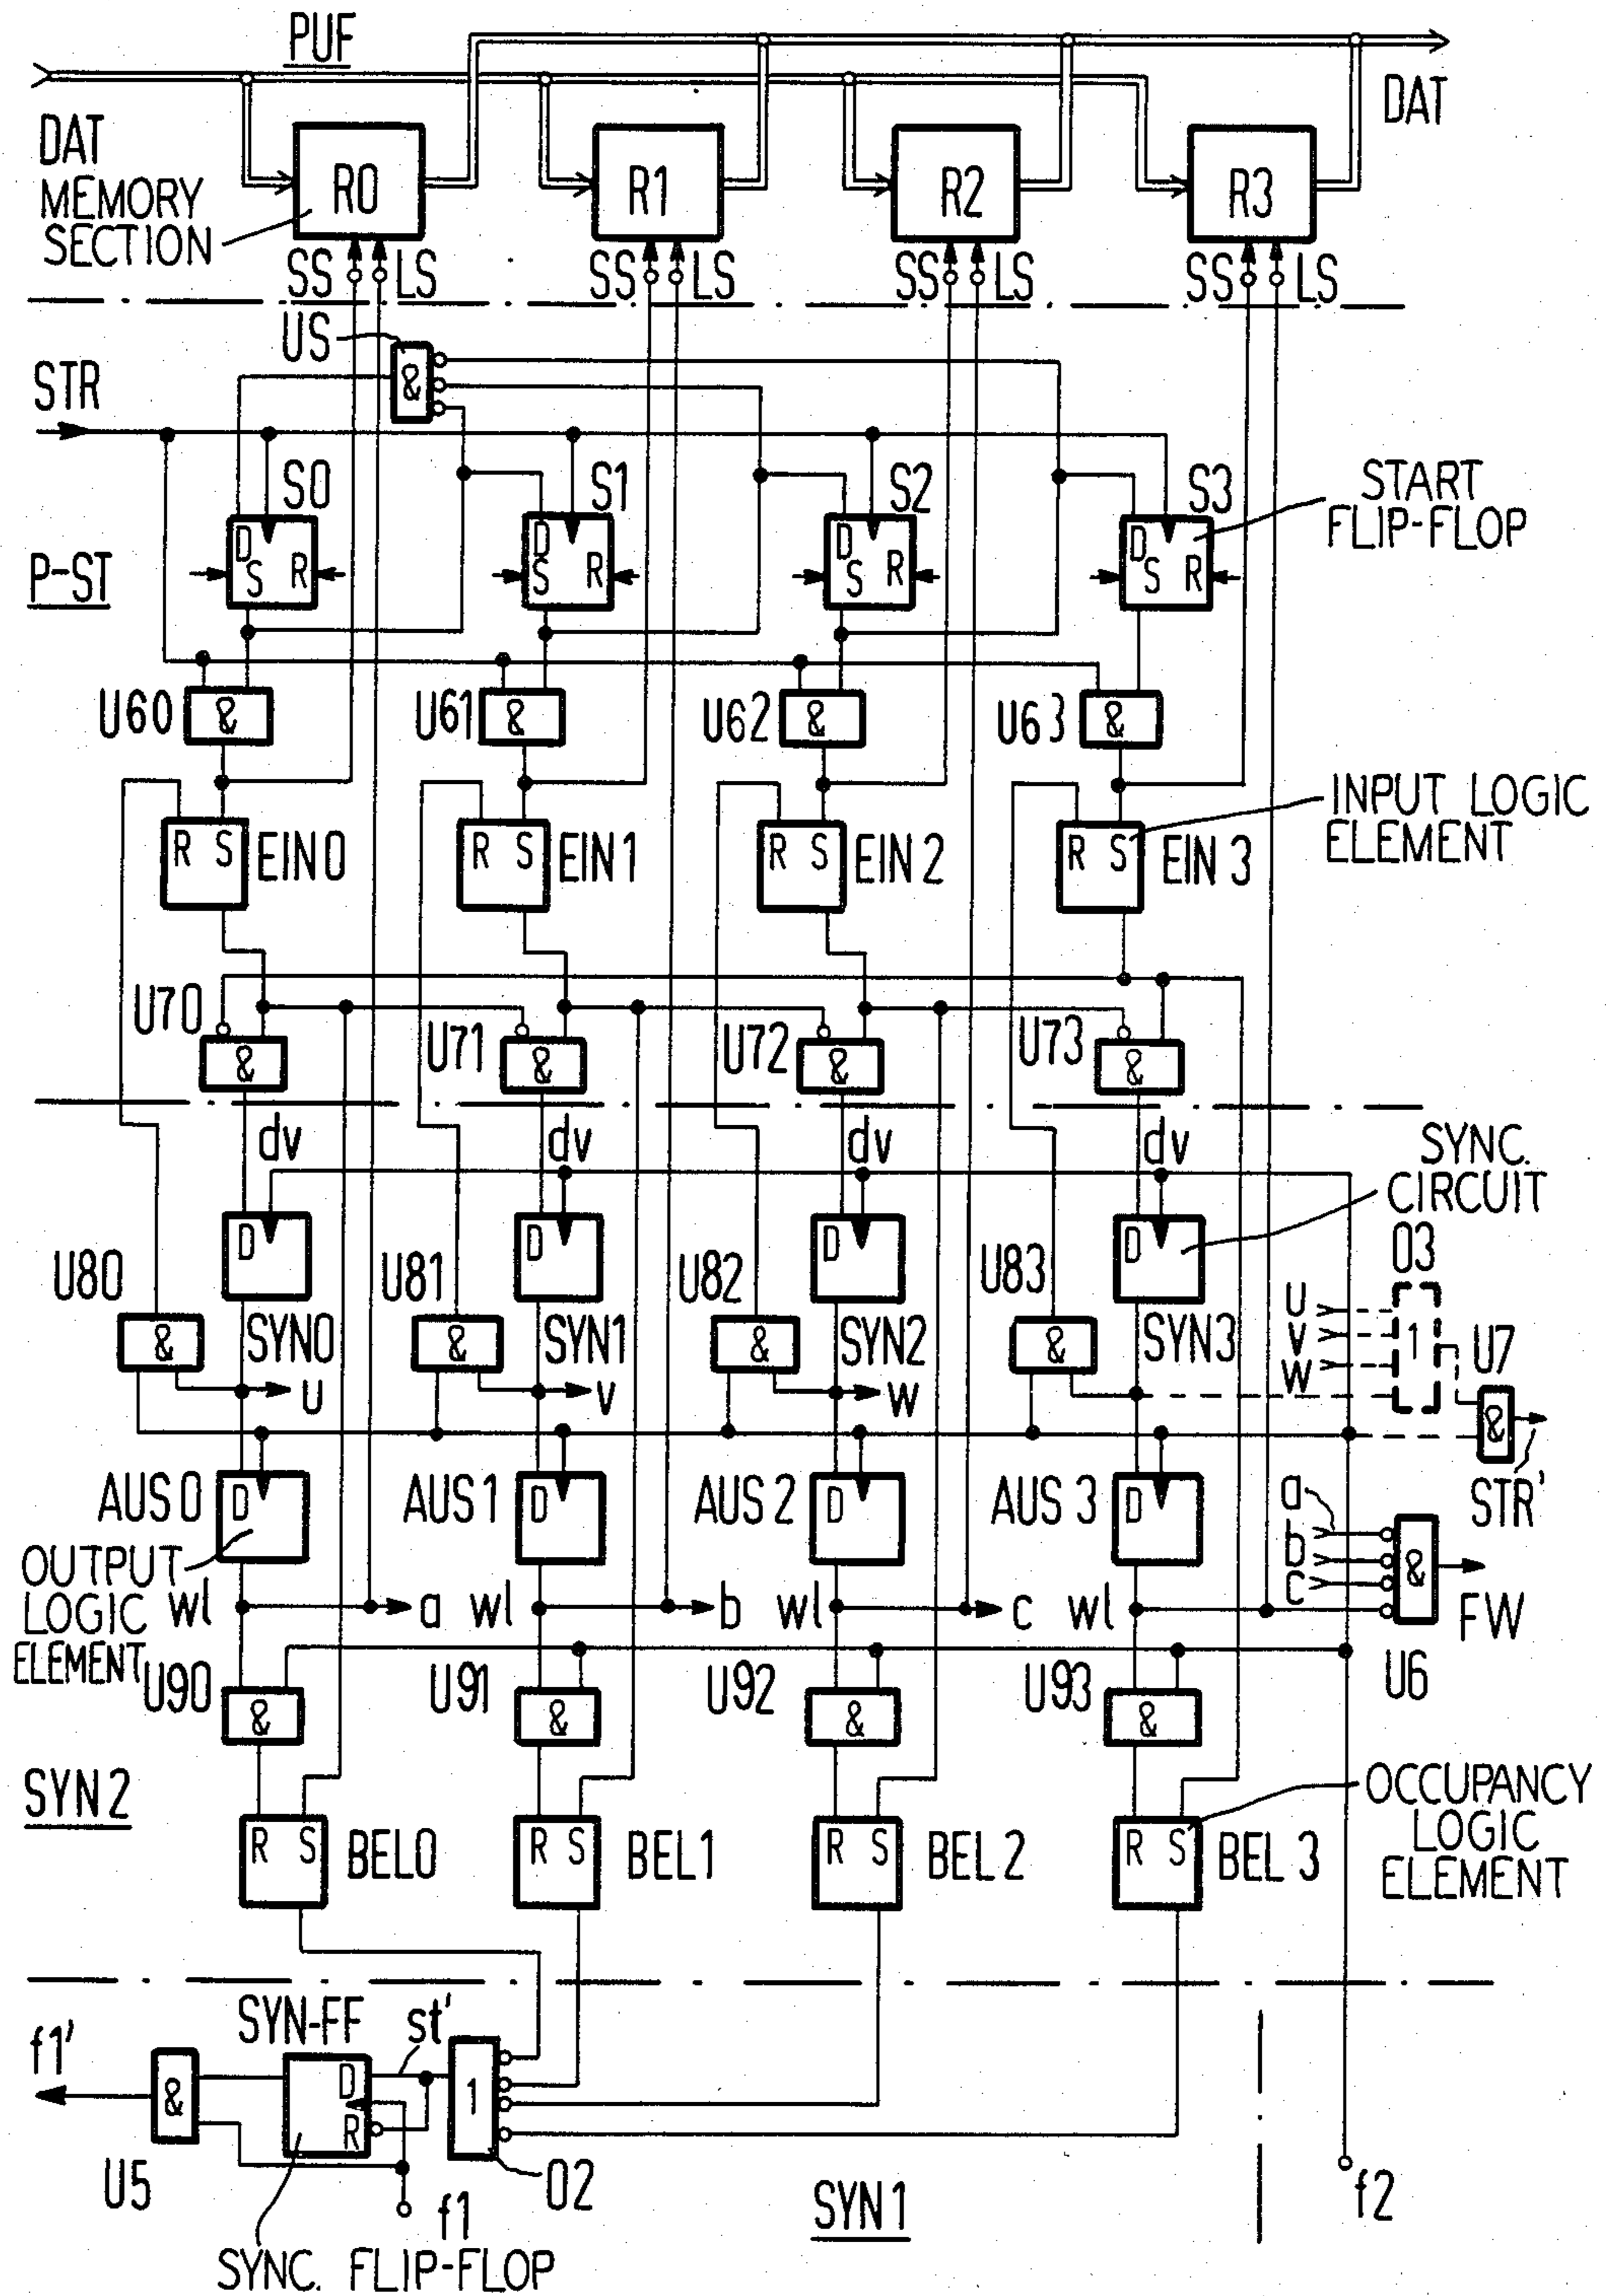 PUF
DAT
DAT
MEMORY
SECTION
R0
R1
R2
R3
SS
LS
SS
LS
SS
LS
SS
LS
US
&
STR
S0
S1
S2
S3
START
FLIP-FLOP
D
S
R
D
S
R
D
S
R
D
S
R
P-ST
U60
&
U61
&
U62
&
U63
&
INPUT LOGIC
ELEMENT
R S
EIN0
R S
EIN1
R S
EIN2
R S
EIN3
U70
&
U71
&
U72
&
U73
&
dv
dv
dv
dv
SYNC.
CIRCUIT
D
D
D
D
O3
U80
&
SYN0
U81
&
SYN1
U82
&
SYN2
U83
&
SYN3
u
v
w
U
V
W
1
U7
&
STR'
AUS0
D
AUS1
D
AUS2
D
AUS3
D
OUTPUT
LOGIC
ELEMENT
wl
a
wl
b
wl
c
wl
a
b
c
&
FW
U6
U90
&
U91
&
U92
&
U93
&
SYN2
OCCUPANCY
LOGIC
ELEMENT
R S
BEL0
R S
BEL1
R S
BEL2
R S
BEL3
SYN-FF
st'
f1'
&
D
R
1
U5
f1
O2
SYN1
f2
SYNC. FLIP-FLOP